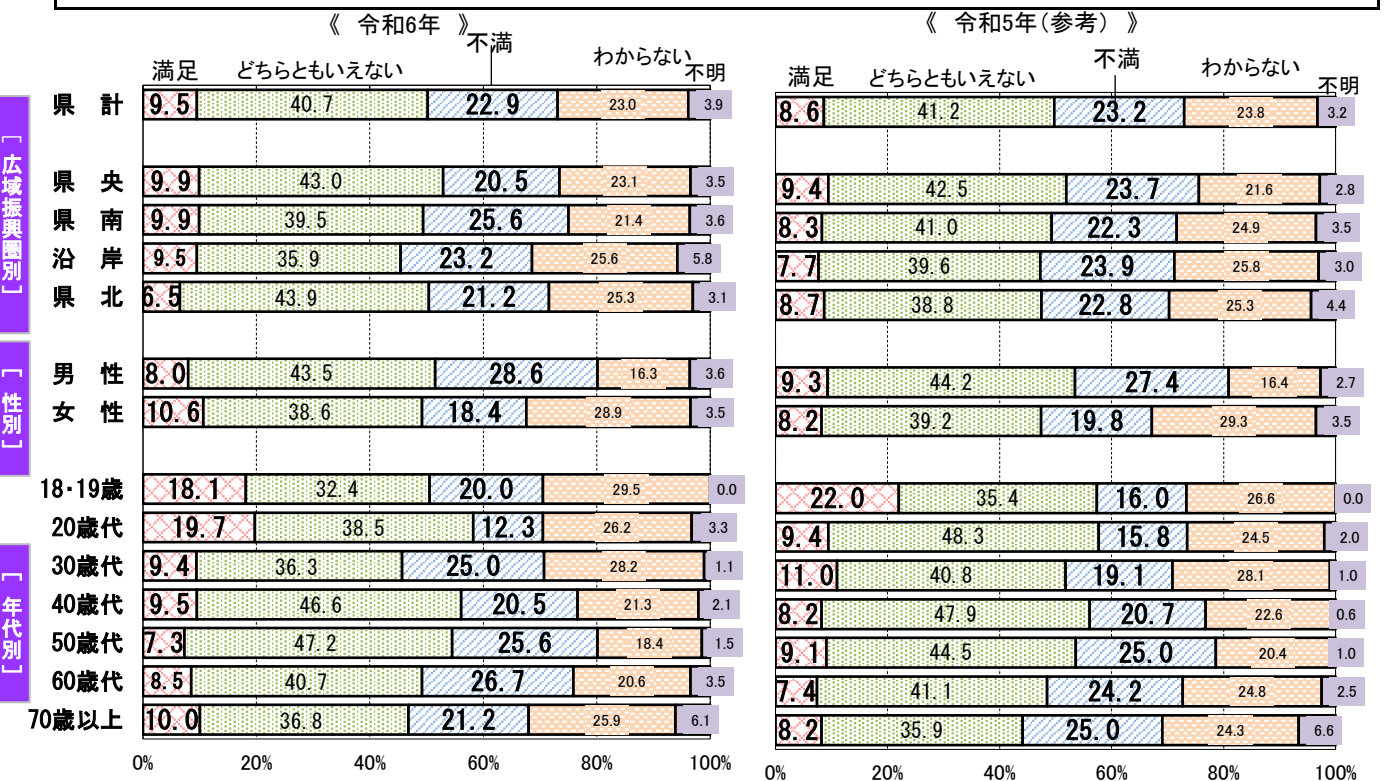 《 令和6年 》
満足 どちらともいえない 不満 わからない 不明
[ 広域振興圏別 ]
県 計 9.5 40.7 22.9 23.0 3.9
県 央 9.9 43.0 20.5 23.1 3.5
県 南 9.9 39.5 25.6 21.4 3.6
沿 岸 9.5 35.9 23.2 25.6 5.8
県 北 6.5 43.9 21.2 25.3 3.1
[ 性別 ]
男 性 8.0 43.5 28.6 16.3 3.6
女 性 10.6 38.6 18.4 28.9 3.5
[ 年代別 ]
18・19歳 18.1 32.4 20.0 29.5 0.0
20歳代 19.7 38.5 12.3 26.2 3.3
30歳代 9.4 36.3 25.0 28.2 1.1
40歳代 9.5 46.6 20.5 21.3 2.1
50歳代 7.3 47.2 25.6 18.4 1.5
60歳代 8.5 40.7 26.7 20.6 3.5
70歳以上 10.0 36.8 21.2 25.9 6.1
0% 20% 40% 60% 80% 100%
《 令和5年(参考) 》
満足 どちらともいえない 不満 わからない 不明
8.6 41.2 23.2 23.8 3.2
9.4 42.5 23.7 21.6 2.8
8.3 41.0 22.3 24.9 3.5
7.7 39.6 23.9 25.8 3.0
8.7 38.8 22.8 25.3 4.4
9.3 44.2 27.4 16.4 2.7
8.2 39.2 19.8 29.3 3.5
22.0 35.4 16.0 26.6 0.0
9.4 48.3 15.8 24.5 2.0
11.0 40.8 19.1 28.1 1.0
8.2 47.9 20.7 22.6 0.6
9.1 44.5 25.0 20.4 1.0
7.4 41.1 24.2 24.8 2.5
8.2 35.9 25.0 24.3 6.6
0% 20% 40% 60% 80% 100%